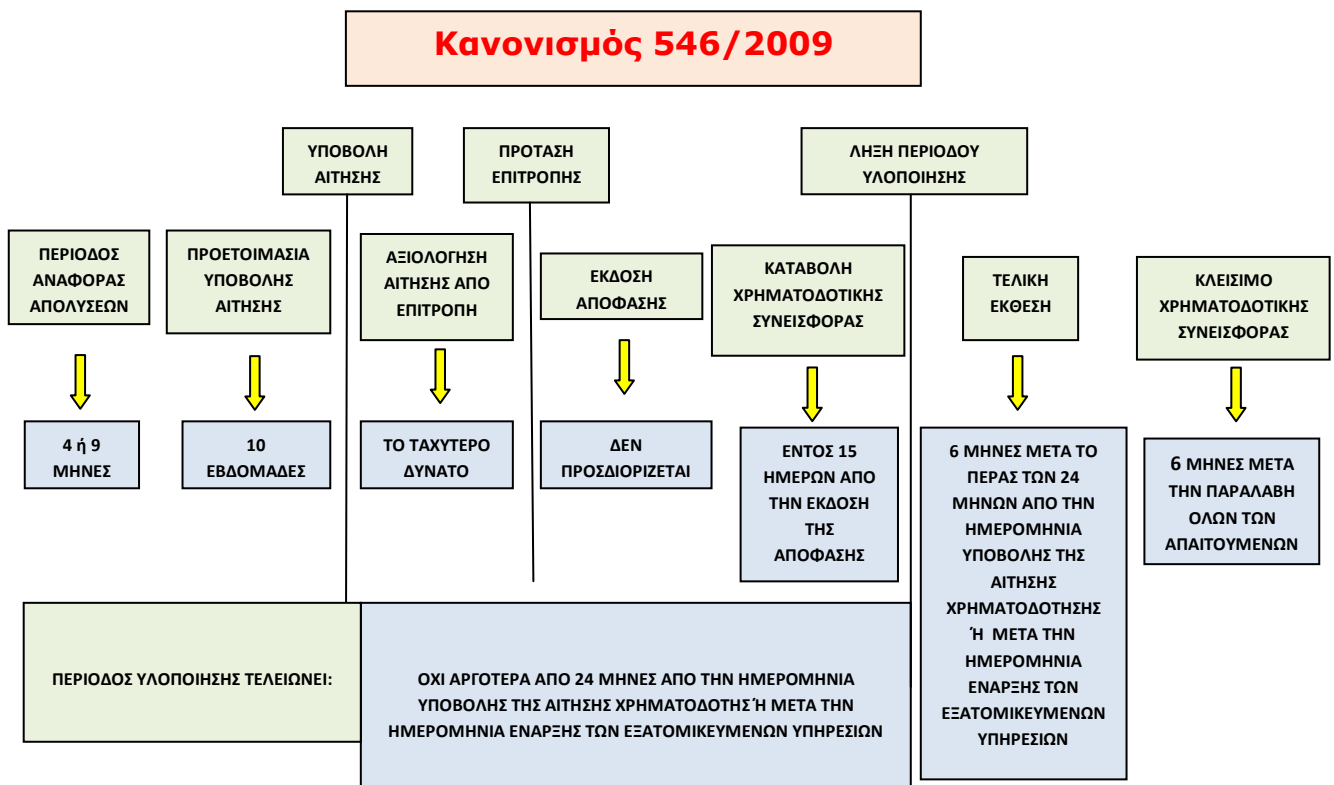 Κανονισμός 546/2009
ΥΠΟΒΟΛΗ
ΑΙΤΗΣΗΣ
ΠΡΟΤΑΣΗ
ΕΠΙΤΡΟΠΗΣ
ΛΗΞΗ ΠΕΡΙΟΔΟΥ
ΥΛΟΠΟΙΗΣΗΣ
ΠΕΡΙΟΔΟΣ
ΑΝΑΦΟΡΑΣ
ΑΠΟΛΥΣΕΩΝ
ΠΡΟΕΤΟΙΜΑΣΙΑ
ΥΠΟΒΟΛΗΣ
ΑΙΤΗΣΗΣ
ΑΞΙΟΛΟΓΗΣΗ
ΑΙΤΗΣΗΣ ΑΠΟ
ΕΠΙΤΡΟΠΗ
ΕΚΔΟΣΗ
ΑΠΟΦΑΣΗΣ
ΚΑΤΑΒΟΛΗ
ΧΡΗΜΑΤΟΔΟΤΙΚΗΣ
ΣΥΝΕΙΣΦΟΡΑΣ
ΤΕΛΙΚΗ
ΕΚΘΕΣΗ
ΚΛΕΙΣΙΜΟ
ΧΡΗΜΑΤΟΔΟΤΙΚΗΣ
ΣΥΝΕΙΣΦΟΡΑΣ
4 ή 9
ΜΗΝΕΣ
10
ΕΒΔΟΜΑΔΕΣ
ΤΟ ΤΑΧΥΤΕΡΟ
ΔΥΝΑΤΟ
ΔΕΝ
ΠΡΟΣΔΙΟΡΙΖΕΤΑΙ
ΕΝΤΟΣ 15
ΗΜΕΡΩΝ ΑΠΟ
ΤΗΝ ΕΚΔΟΣΗ
ΤΗΣ
ΑΠΟΦΑΣΗΣ
6 ΜΗΝΕΣ ΜΕΤΑ ΤΟ
ΠΕΡΑΣ ΤΩΝ 24
ΜΗΝΩΝ ΑΠΟ ΤΗΝ
ΗΜΕΡΟΜΗΝΙΑ
ΥΠΟΒΟΛΗΣ ΤΗΣ
ΑΙΤΗΣΗΣ
ΧΡΗΜΑΤΟΔΟΤΗΣΗΣ
Ή ΜΕΤΑ ΤΗΝ
ΗΜΕΡΟΜΗΝΙΑ
ΕΝΑΡΞΗΣ ΤΩΝ
ΕΞΑΤΟΜΙΚΕΥΜΕΝΩΝ
ΥΠΗΡΕΣΙΩΝ
6 ΜΗΝΕΣ ΜΕΤΑ
ΤΗΝ ΠΑΡΑΛΑΒΗ
ΟΛΩΝ ΤΩΝ
ΑΠΑΙΤΟΥΜΕΝΩΝ
ΠΕΡΙΟΔΟΣ ΥΛΟΠΟΙΗΣΗΣ ΤΕΛΕΙΩΝΕΙ:
ΟΧΙ ΑΡΓΟΤΕΡΑ ΑΠΟ 24 ΜΗΝΕΣ ΑΠΟ ΤΗΝ ΗΜΕΡΟΜΗΝΙΑ
ΥΠΟΒΟΛΗΣ ΤΗΣ ΑΙΤΗΣΗΣ ΧΡΗΜΑΤΟΔΟΤΗΣ Ή ΜΕΤΑ ΤΗΝ
ΗΜΕΡΟΜΗΝΙΑ ΕΝΑΡΞΗΣ ΤΩΝ ΕΞΑΤΟΜΙΚΕΥΜΕΝΩΝ ΥΠΗΡΕΣΙΩΝ